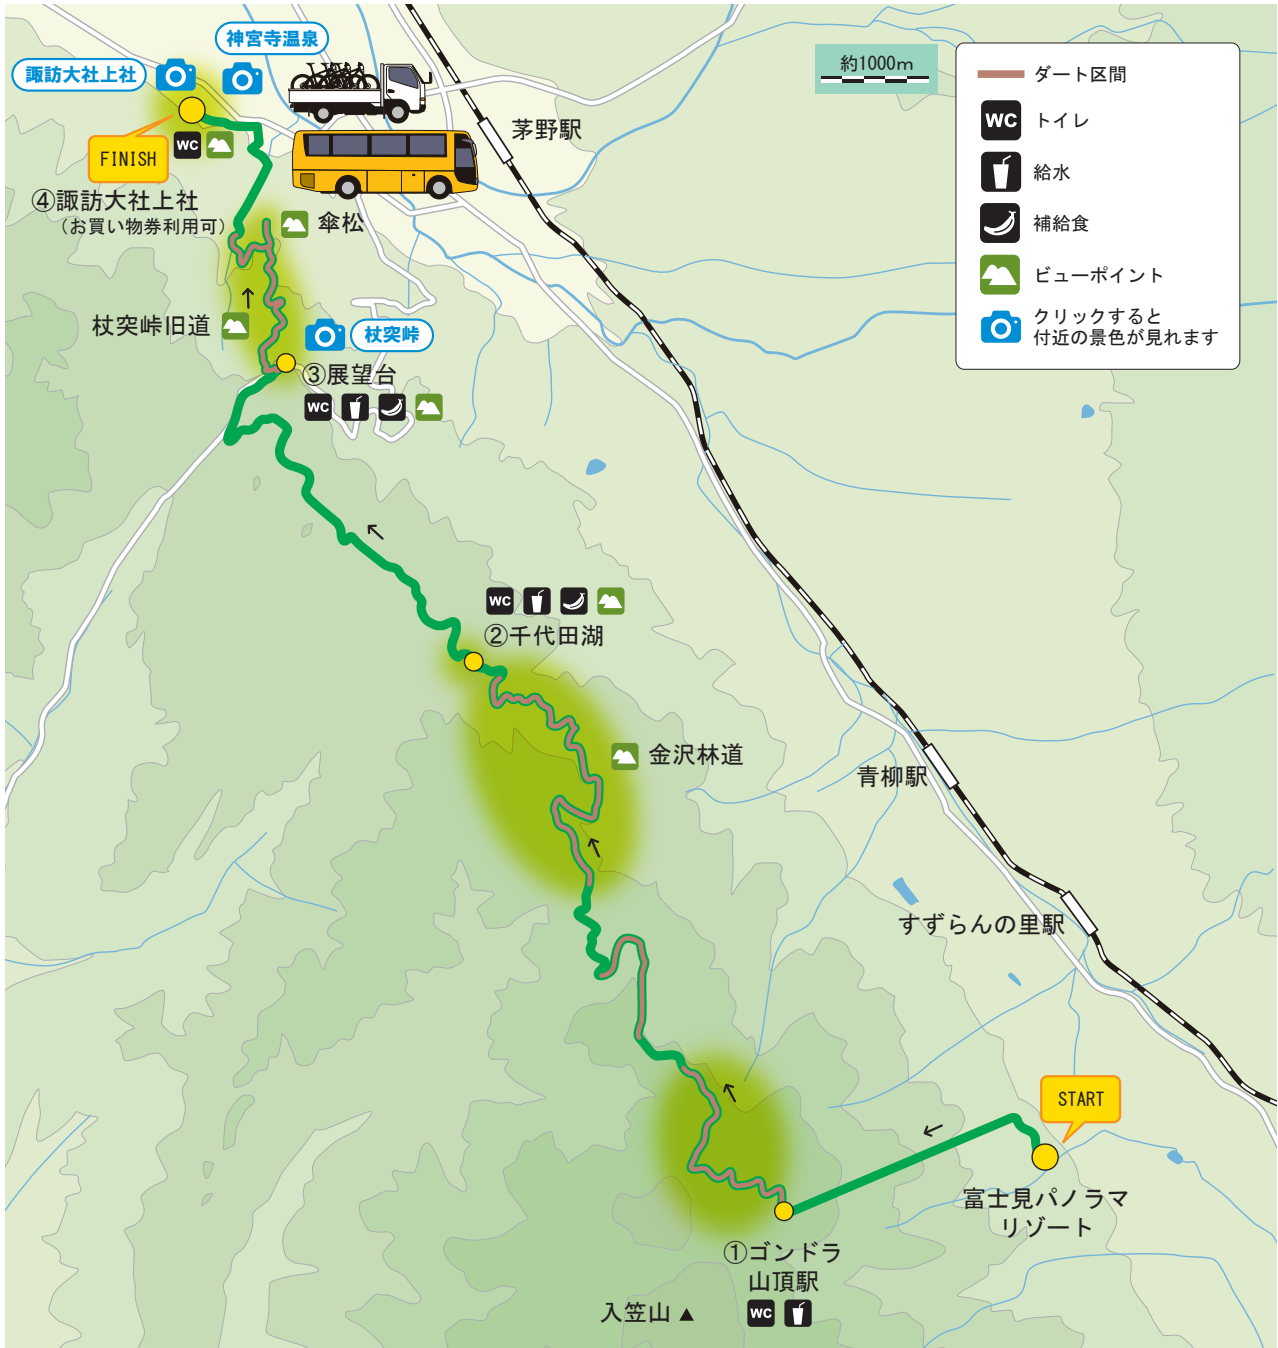 神宮寺温泉
諏訪大社上社
FINISH
WC
④諏訪大社上社
（お買い物券利用可）
傘松
杖突峠旧道
杖突峠
③展望台
WC
茅野駅
約1000m
ダート区間
WC
トイレ
給水
補給食
ビューポイント
クリックすると
付近の景色が見れます
WC
②千代田湖
金沢林道
青柳駅
すずらんの里駅
START
富士見パノラマ
リゾート
①ゴンドラ
山頂駅
WC
入笠山▲